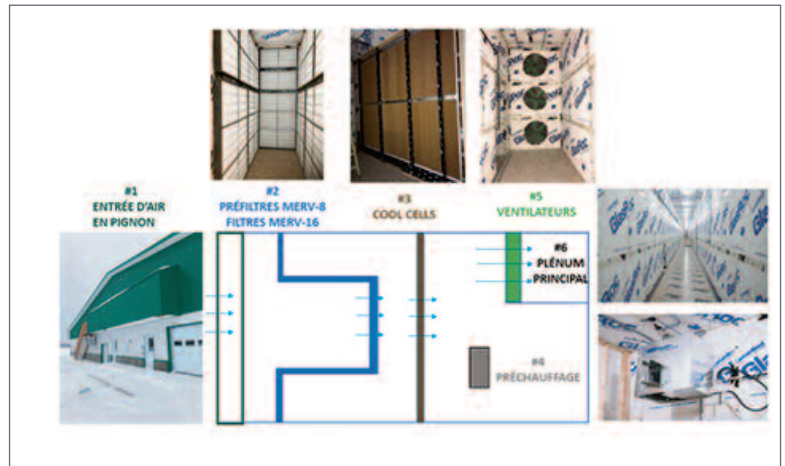 #1
ENTRÉE D'AIR
EN PIGNON
#2
PRÉFILTRES MERV-8
FILTRES MERV-16
#3
COOL CELLS
#5
VENTILATEURS
#6
PLÉNUM
PRINCIPAL
#4
PRÉCHAUFFAGE